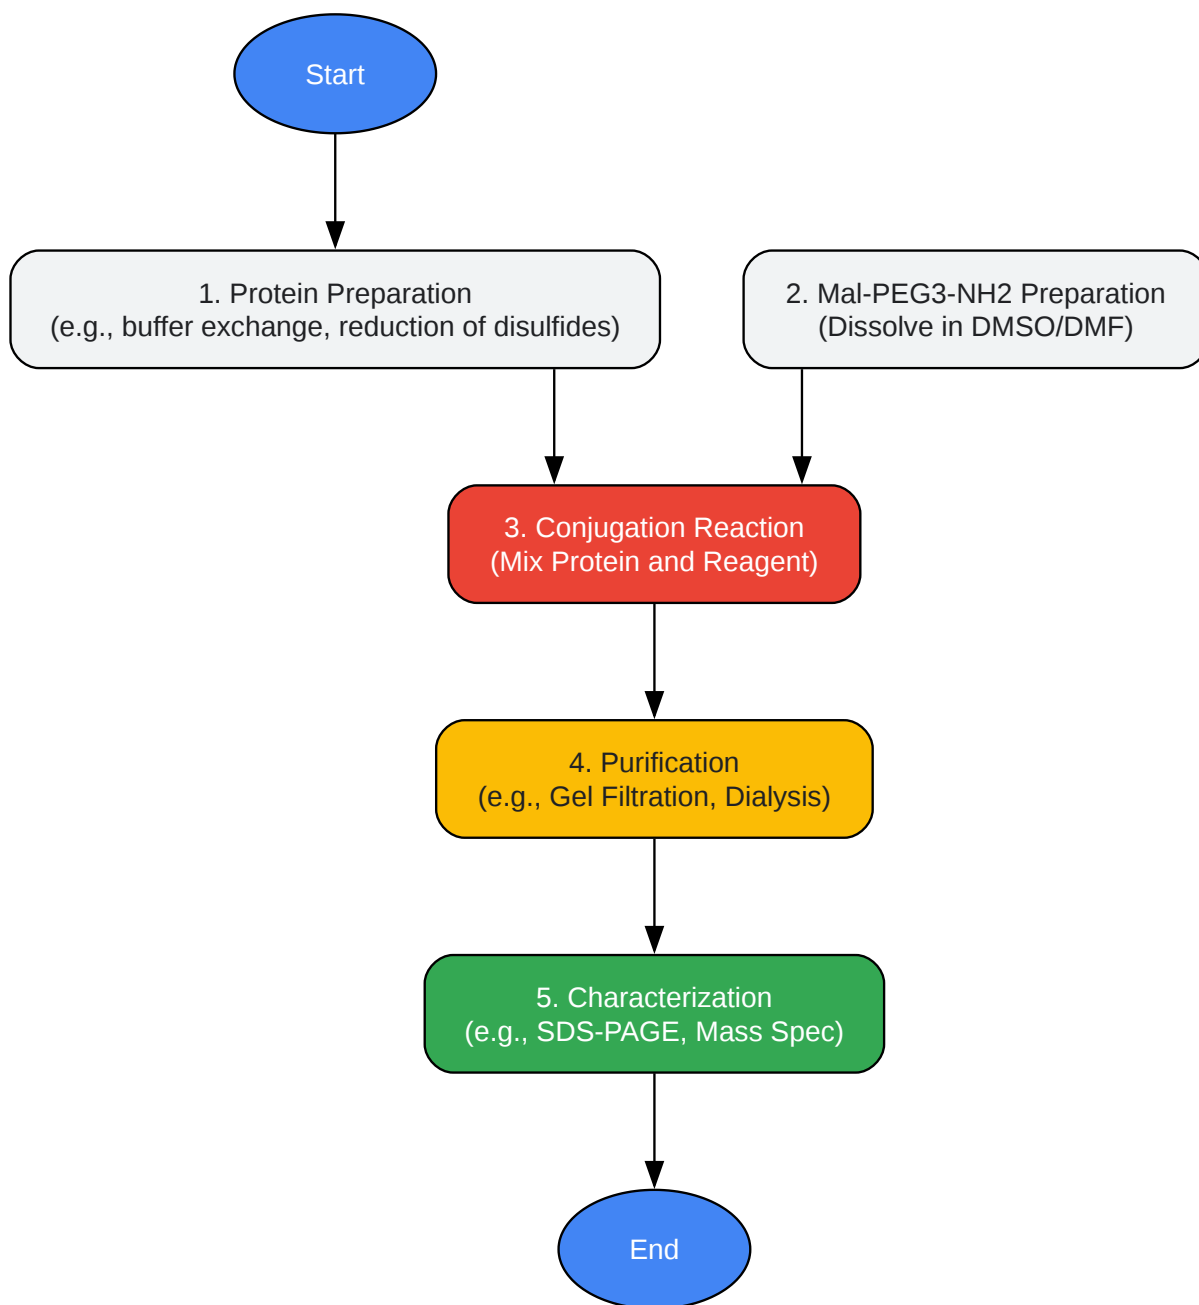 Start
1. Protein Preparation
(e.g., buffer exchange, reduction of disulfides)
2. Mal-PEG3-NH2 Preparation
(Dissolve in DMSO/DMF)
3. Conjugation Reaction
(Mix Protein and Reagent)
4. Purification
(e.g., Gel Filtration, Dialysis)
5. Characterization
(e.g., SDS-PAGE, Mass Spec)
End